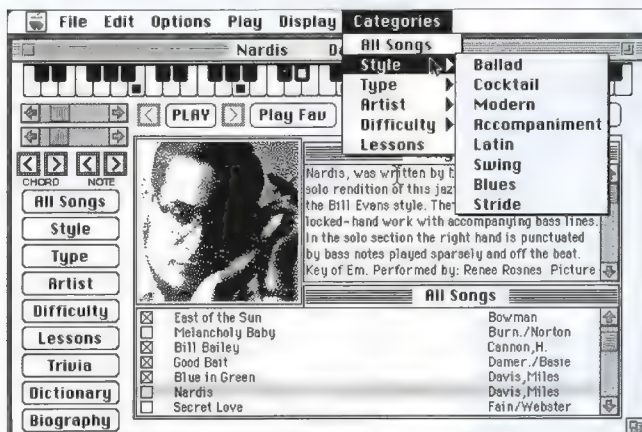 File Edit Options Play Display Categories
Nardis
All Songs
Style
Type
Artist
Difficulty
Lessons
Ballad
Cocktail
Modern
Accompaniment
Latin
Swing
Blues
Stride
PLAY
Play Fav
CHORD NOTE
All Songs
Style
Type
Artist
Difficulty
Lessons
Trivia
Dictionary
Biography
Nardis, was written by
solo rendition of this jaz
the Bill Evans style. The
locked-hand work with accompanying bass lines.
In the solo section the right hand is punctuated
by bass notes played sparsely and off the beat.
Key of Em. Performed by: Renee Rosnes Picture
All Songs
East of the Sun Bowman
Melancholy Baby Burn./Norton
Bill Bailey Cannon,H.
Good Bait Damer./Basie
Blue in Green Davis,Miles
Nardis Davis,Miles
Secret Love Fain/Webster